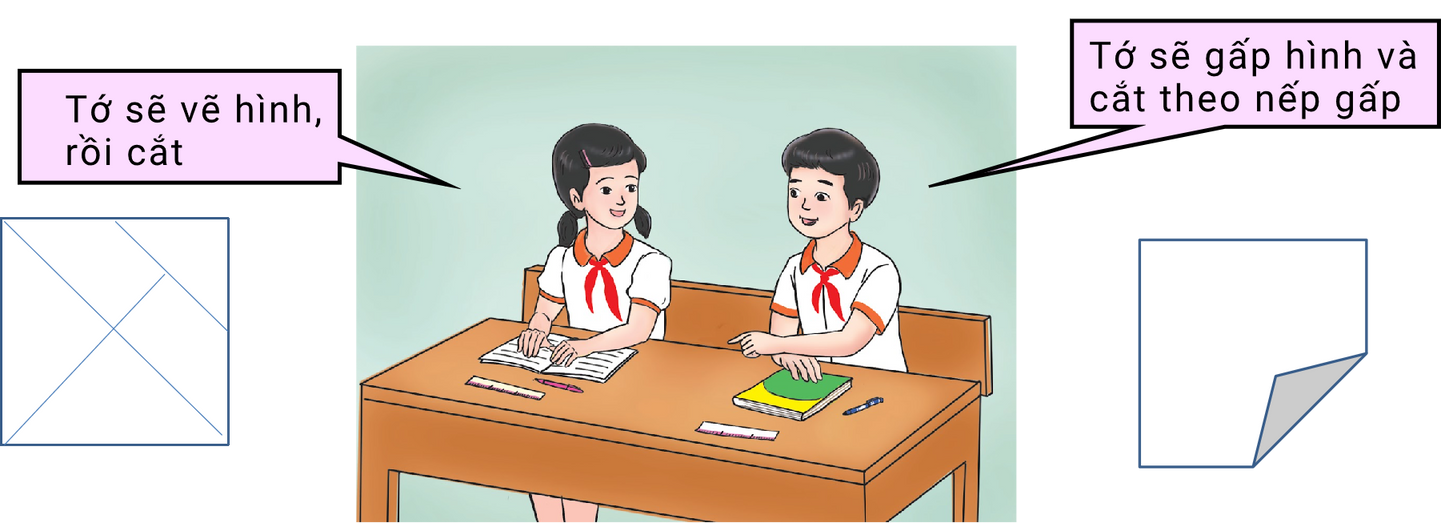 Tớ sẽ vẽ hình,
rồi cắt
Tớ sẽ gấp hình và
cắt theo nếp gấp